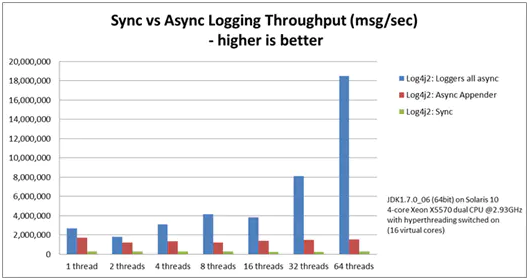 Sync vs Async Logging Throughput (msg/sec)
- higher is better
20,000,000
18,000,000
16,000,000
14,000,000
12,000,000
10,000,000
8,000,000
6,000,000
4,000,000
2,000,000
0
1 threads 2 threads 4 threads 8 threads 16 threads 32 threads 64 threads
Log4j2: Loggers all async
Log4j2: Async Appender
Log4j2: Sync
JDK1.7.0_06 (64bit) on Solaris 10
4-core Xeon X5570 dual CPU @2.93GHz
with hyperthreading switched on
(16 virtual cores)